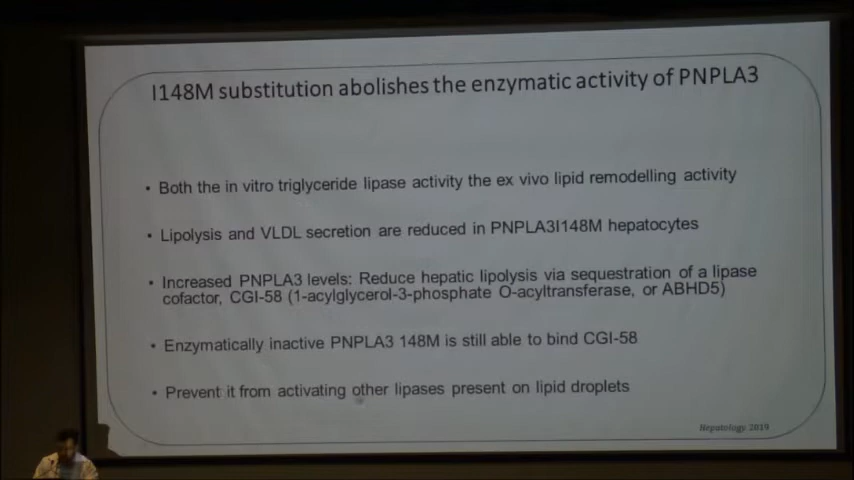 I148M substitution abolishes the enzymatic activity of PNPLA3
• Both the in vitro triglyceride lipase activity the ex vivo lipid remodelling activity
• Lipolysis and VLDL secretion are reduced in PNPLA3I148M hepatocytes
• Increased PNPLA3 levels: Reduce hepatic lipolysis via sequestration of a lipase
cofactor, CGI-58 (1-acylglycerol-3-phosphate O-acyltransferase, or ABHD5)
• Enzymatically inactive PNPLA3 148M is still able to bind CGI-58
• Prevent it from activating other lipases present on lipid droplets
Hepatology 2019